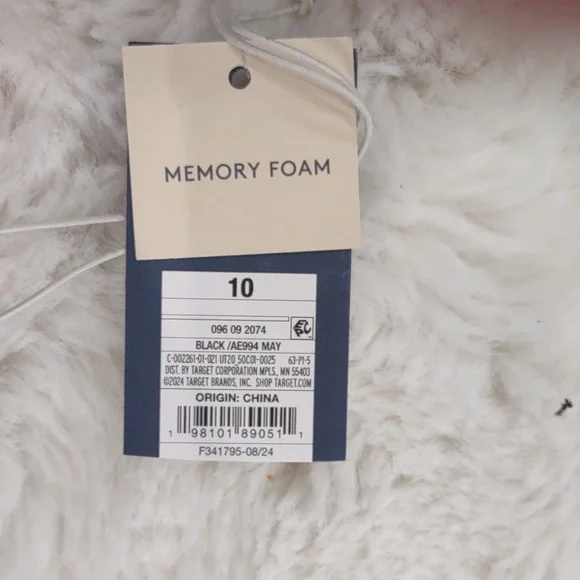 MEMORY FOAM
10
096 09 2074
BLACK /AE994 MAY
C-002261-01-021 UT20_50C01-0025 63-P1-5
DIST. BY TARGET CORPORATION MPLS., MN 55403
©2024 TARGET BRANDS, INC. SHOP TARGET.COM
ORIGIN: CHINA
1 98101 89051 1
F341795-08/24